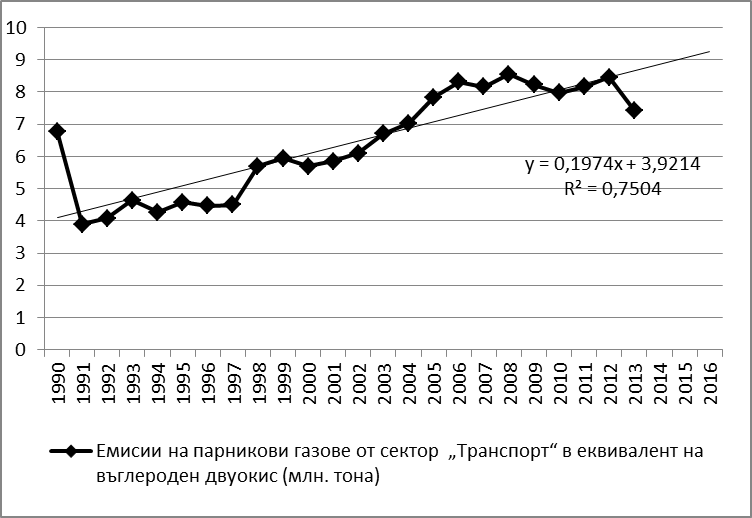 10
9
8
7
6
5
4
3
2
1
0
y = 0,1974x + 3,9214
R² = 0,7504
1990 1991 1992 1993 1994 1995 1996 1997 1998 1999 2000 2001 2002 2003 2004 2005 2006 2007 2008 2009 2010 2011 2012 2013 2014 2015 2016
Емисии на парникови газове от сектор „Транспорт“ в еквивалент на
въглероден двуокис (млн. тона)